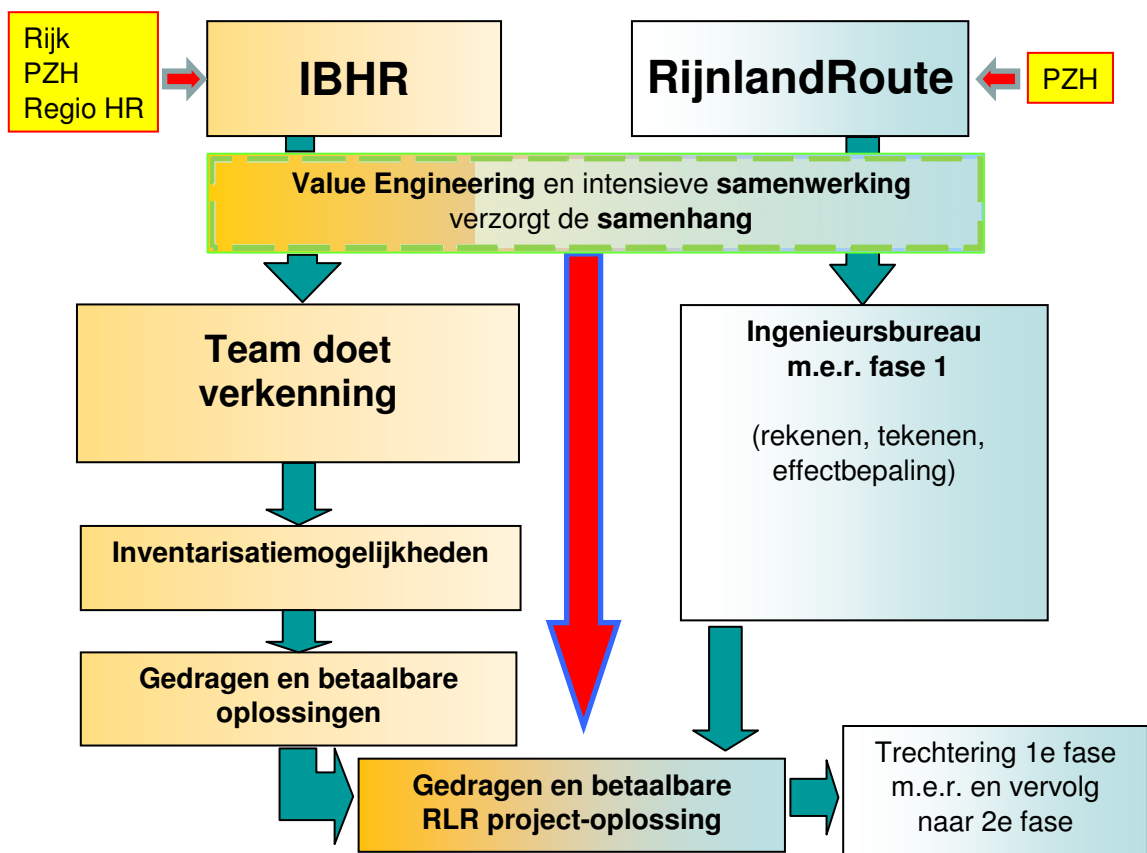 Rijk
PZH
Regio HR
IBHR
RijnlandRoute
PZH
Value Engineering en intensieve samenwerking
verzorgt de samenhang
Team doet
verkenning
Ingenieursbureau
m.e.r. fase 1
(rekenen, tekenen,
effectbepaling)
Inventarisatiemogelijkheden
Gedragen en betaalbare
oplossingen
Gedragen en betaalbare
RLR project-oplossing
Trechtering 1e fase
m.e.r. en vervolg
naar 2e fase